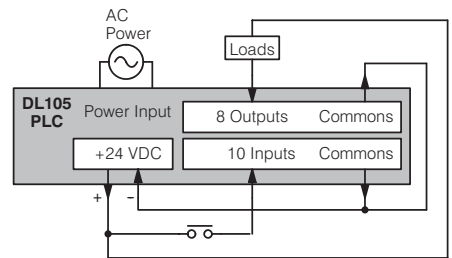 AC
Power
Loads
DL105
PLC
Power Input
8 Outputs Commons
+24 VDC
10 Inputs Commons
+ -